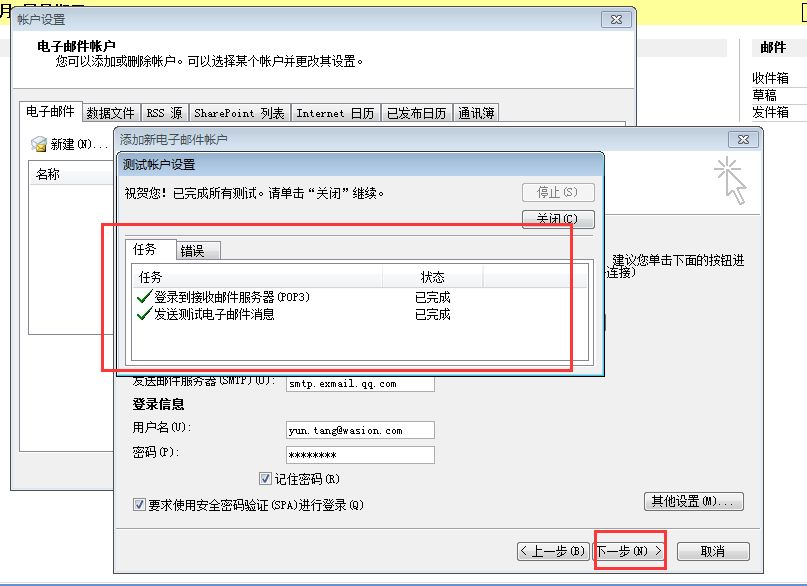 帐户设置
电子邮件帐户
您可以添加或删除帐户。可以选择某个帐户并更改其设置。
电子邮件 数据文件 RSS 源 SharePoint 列表 Internet 日历 已发布日历 通讯簿
新建(N)...
名称
邮件
收件箱
草稿
发件箱
添加新电子邮件帐户
测试帐户设置
祝贺您！已完成所有测试。请单击“关闭”继续。
停止(S)
关闭(C)
任务 错误
任务 状态
登录到接收邮件服务器(POP3) 已完成
发送测试电子邮件消息 已完成
建议您单击下面的按钮进
连接)
发送邮件服务器(SMTP)(O): smtp.exmail.qq.com
登录信息
用户名(U): yun.tang@wasion.com
密码(P): ********
记住密码(R)
要求使用安全密码验证(SPA)进行登录(Q)
其他设置(M)...
< 上一步(B) 下一步(N) > 取消